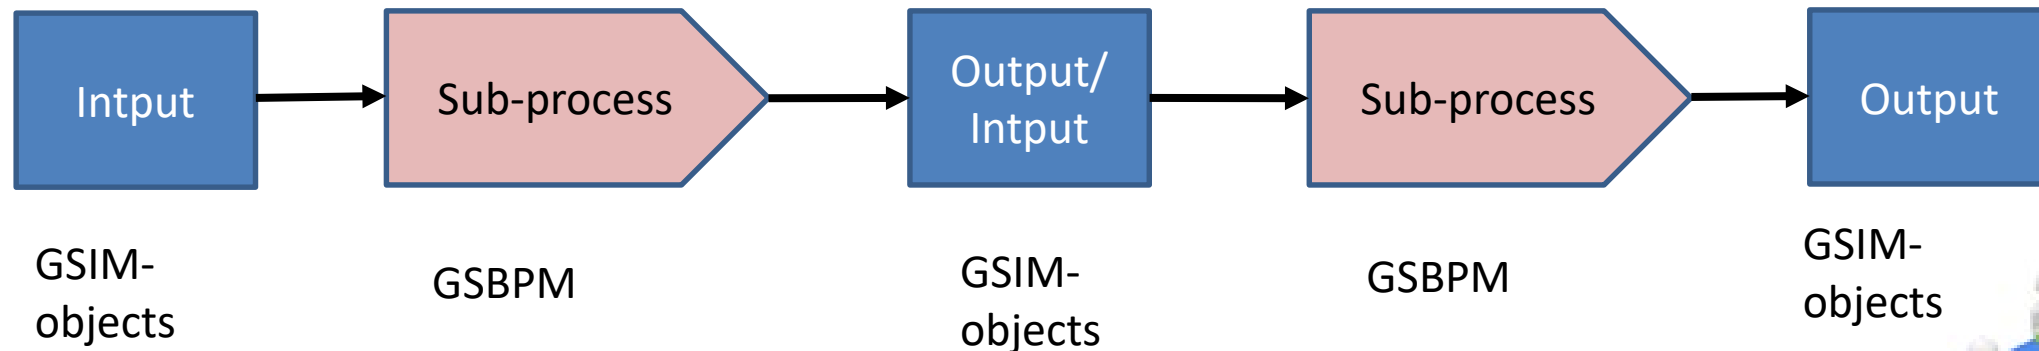 Intput
Sub-process
Output/
Intput
Sub-process
Output
GSIM-
objects
GSBPM
GSIM-
objects
GSBPM
GSIM-
objects